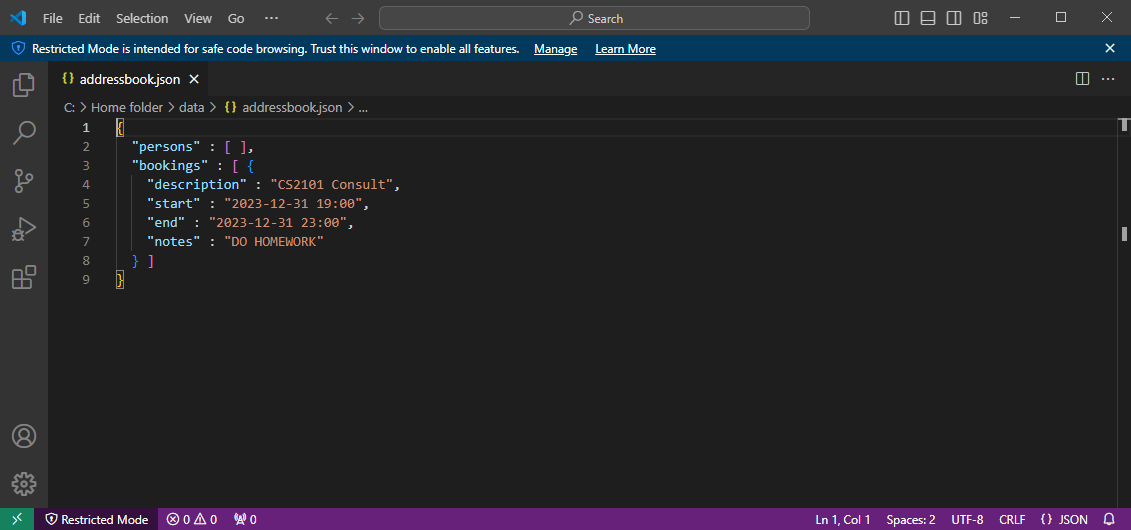 File Edit Selection View Go ··· Search
Restricted Mode is intended for safe code browsing. Trust this window to enable all features. Manage Learn More
{} addressbook.json
C: > Home folder > data > {} addressbook.json > ...
1 {
2 "persons" : [ ],
3 "bookings" : [ {
4 "description" : "CS2101 Consult",
5 "start" : "2023-12-31 19:00",
6 "end" : "2023-12-31 23:00",
7 "notes" : "DO HOMEWORK"
8 } ]
9 }
Restricted Mode 0 0 0 Ln 1, Col 1 Spaces: 2 UTF-8 CRLF {} JSON